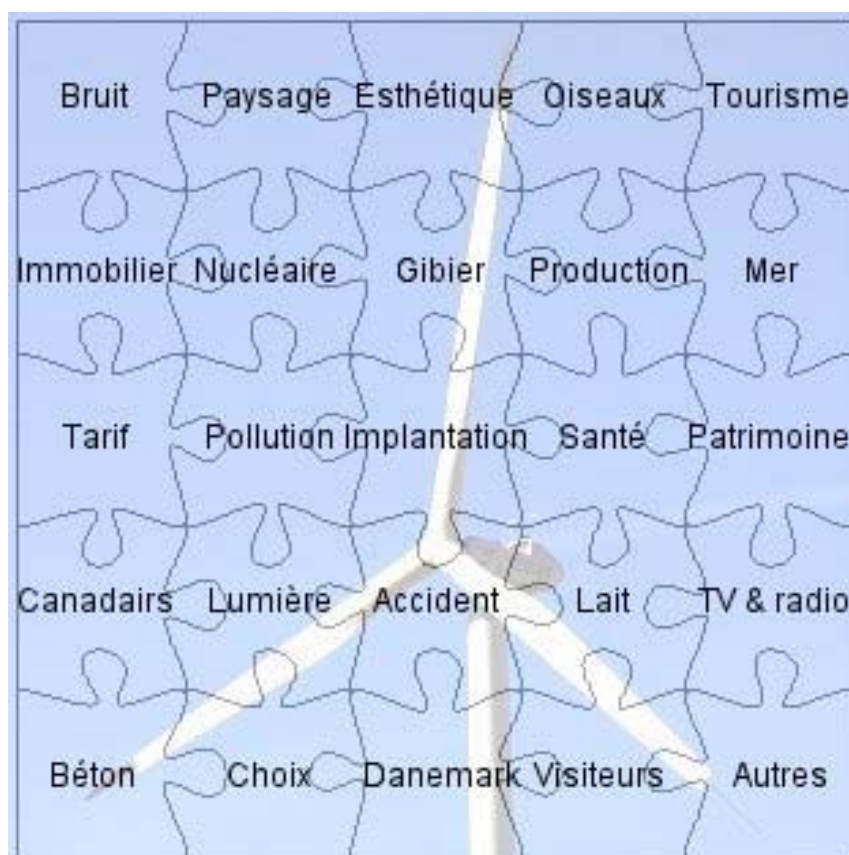 Bruit Paysage Esthétique Oiseaux Tourisme
Immobilier Nucléaire Gibier Production Mer
Tarif Pollution Implantation Santé Patrimoine
Canadairs Lumière Accident Lait TV & radio
Béton Choix Danemark Visiteurs Autres